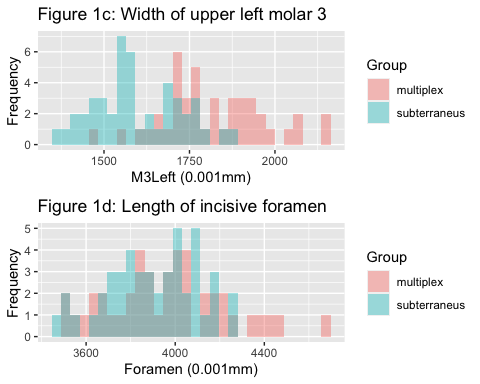 Figure 1c: Width of upper left molar 3
Frequency
6
4
2
0
1500 1750 2000
M3Left (0.001mm)
Group
multiplex
subterraneus
Figure 1d: Length of incisive foramen
Frequency
5
4
3
2
1
0
3600 4000 4400
Foramen (0.001mm)
Group
multiplex
subterraneus